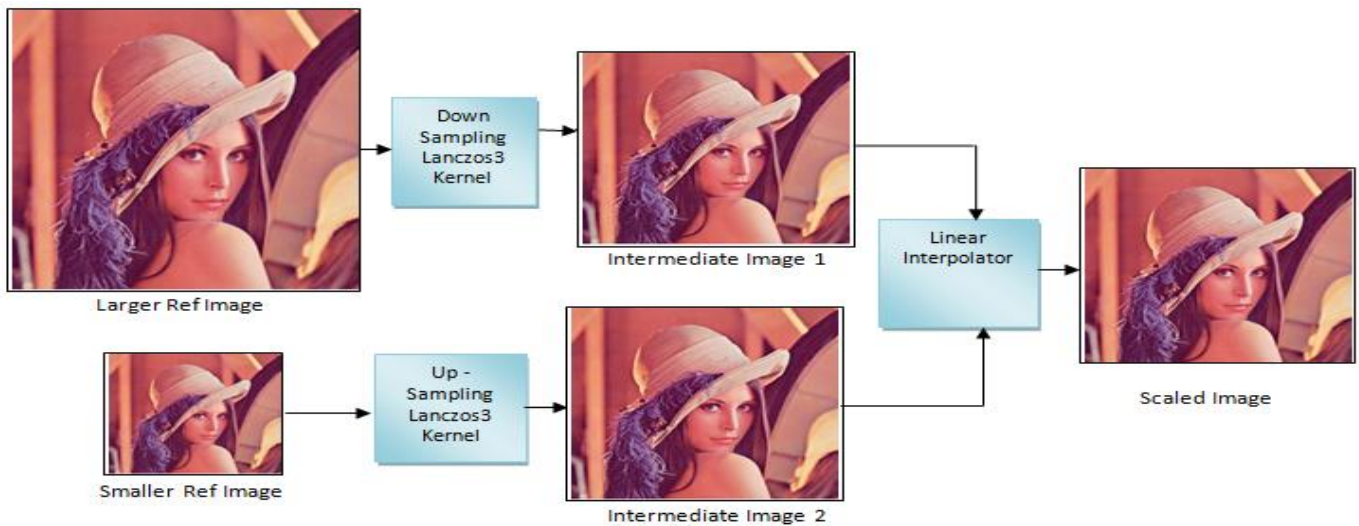 Larger Ref Image
Down
Sampling
Lanczos3
Kernel
Intermediate Image 1
Smaller Ref Image
Up -
Sampling
Lanczos3
Kernel
Intermediate Image 2
Linear
Interpolator
Scaled Image